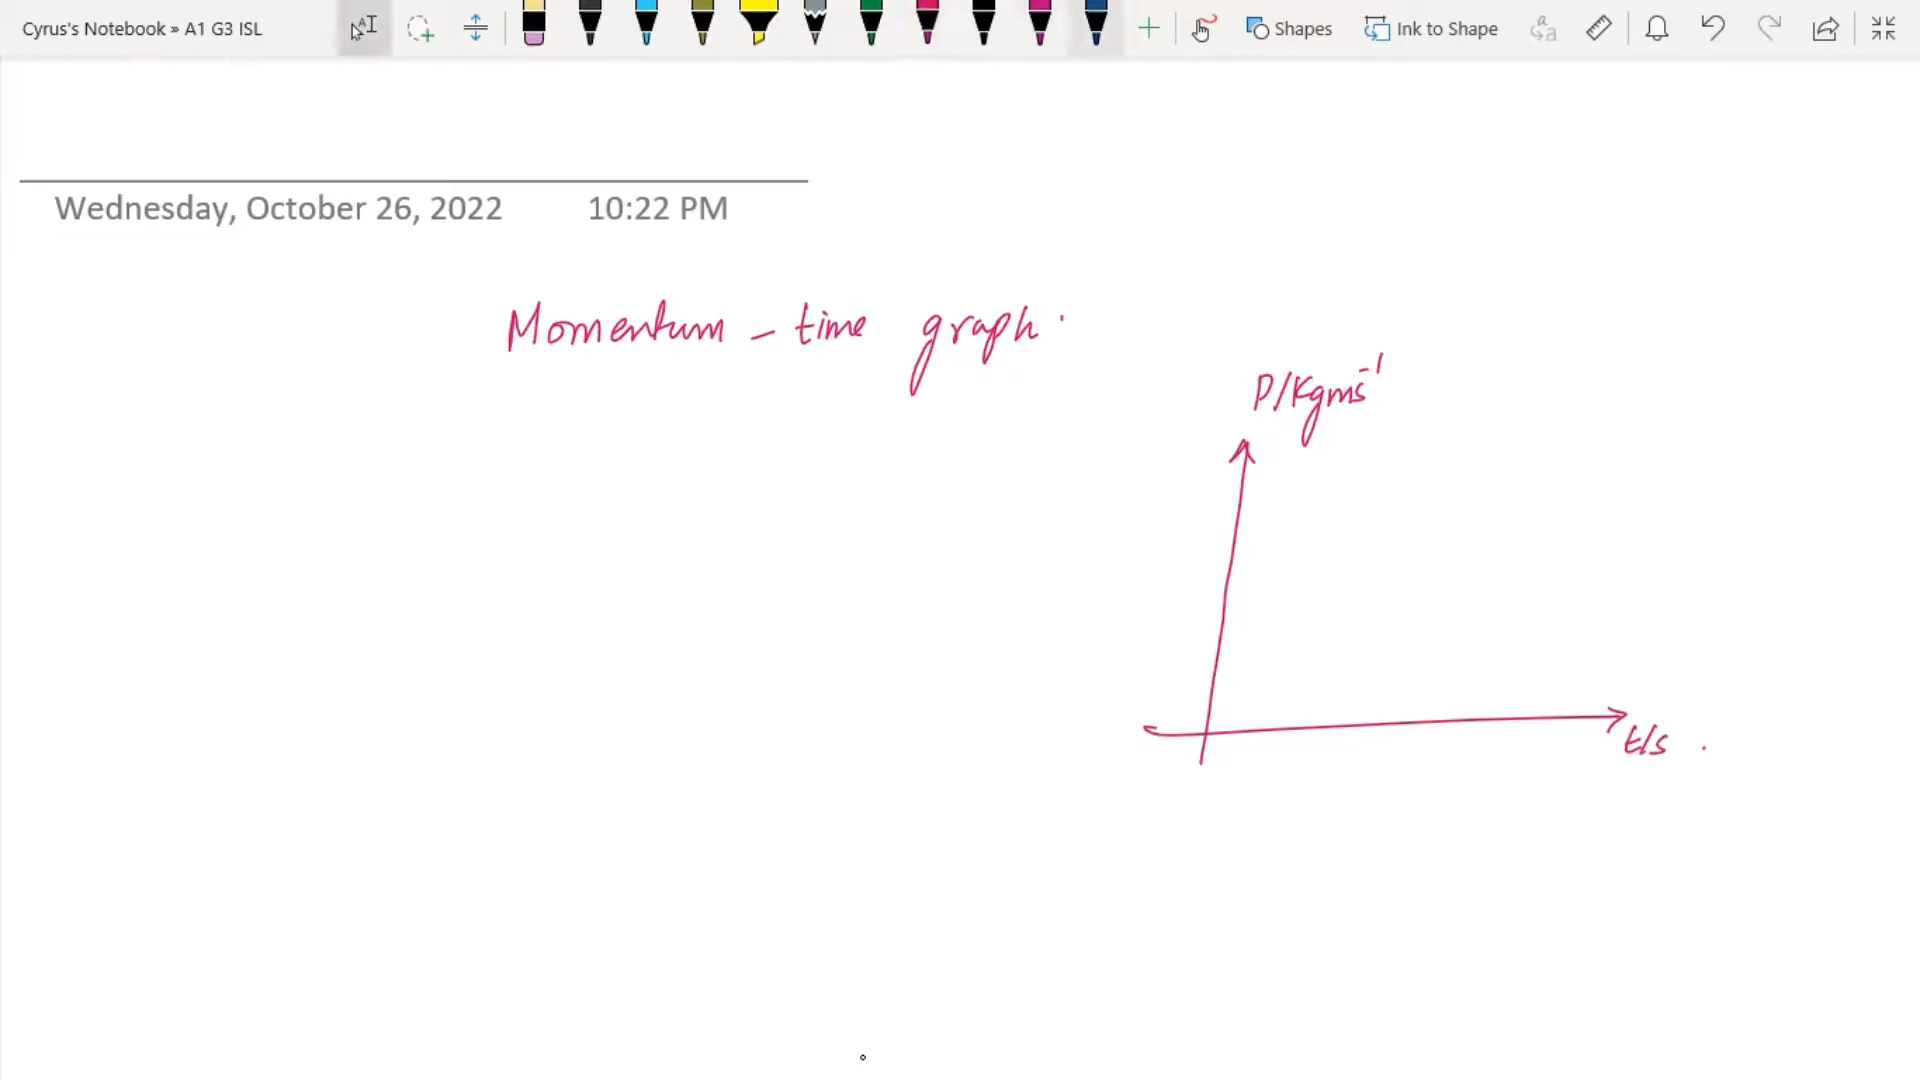 Cyrus's Notebook » A1 G3 ISL
Shapes
Ink to Shape
Wednesday, October 26, 2022 10:22 PM
Momentum - time graph.
P/Kgms⁻¹
t/s .